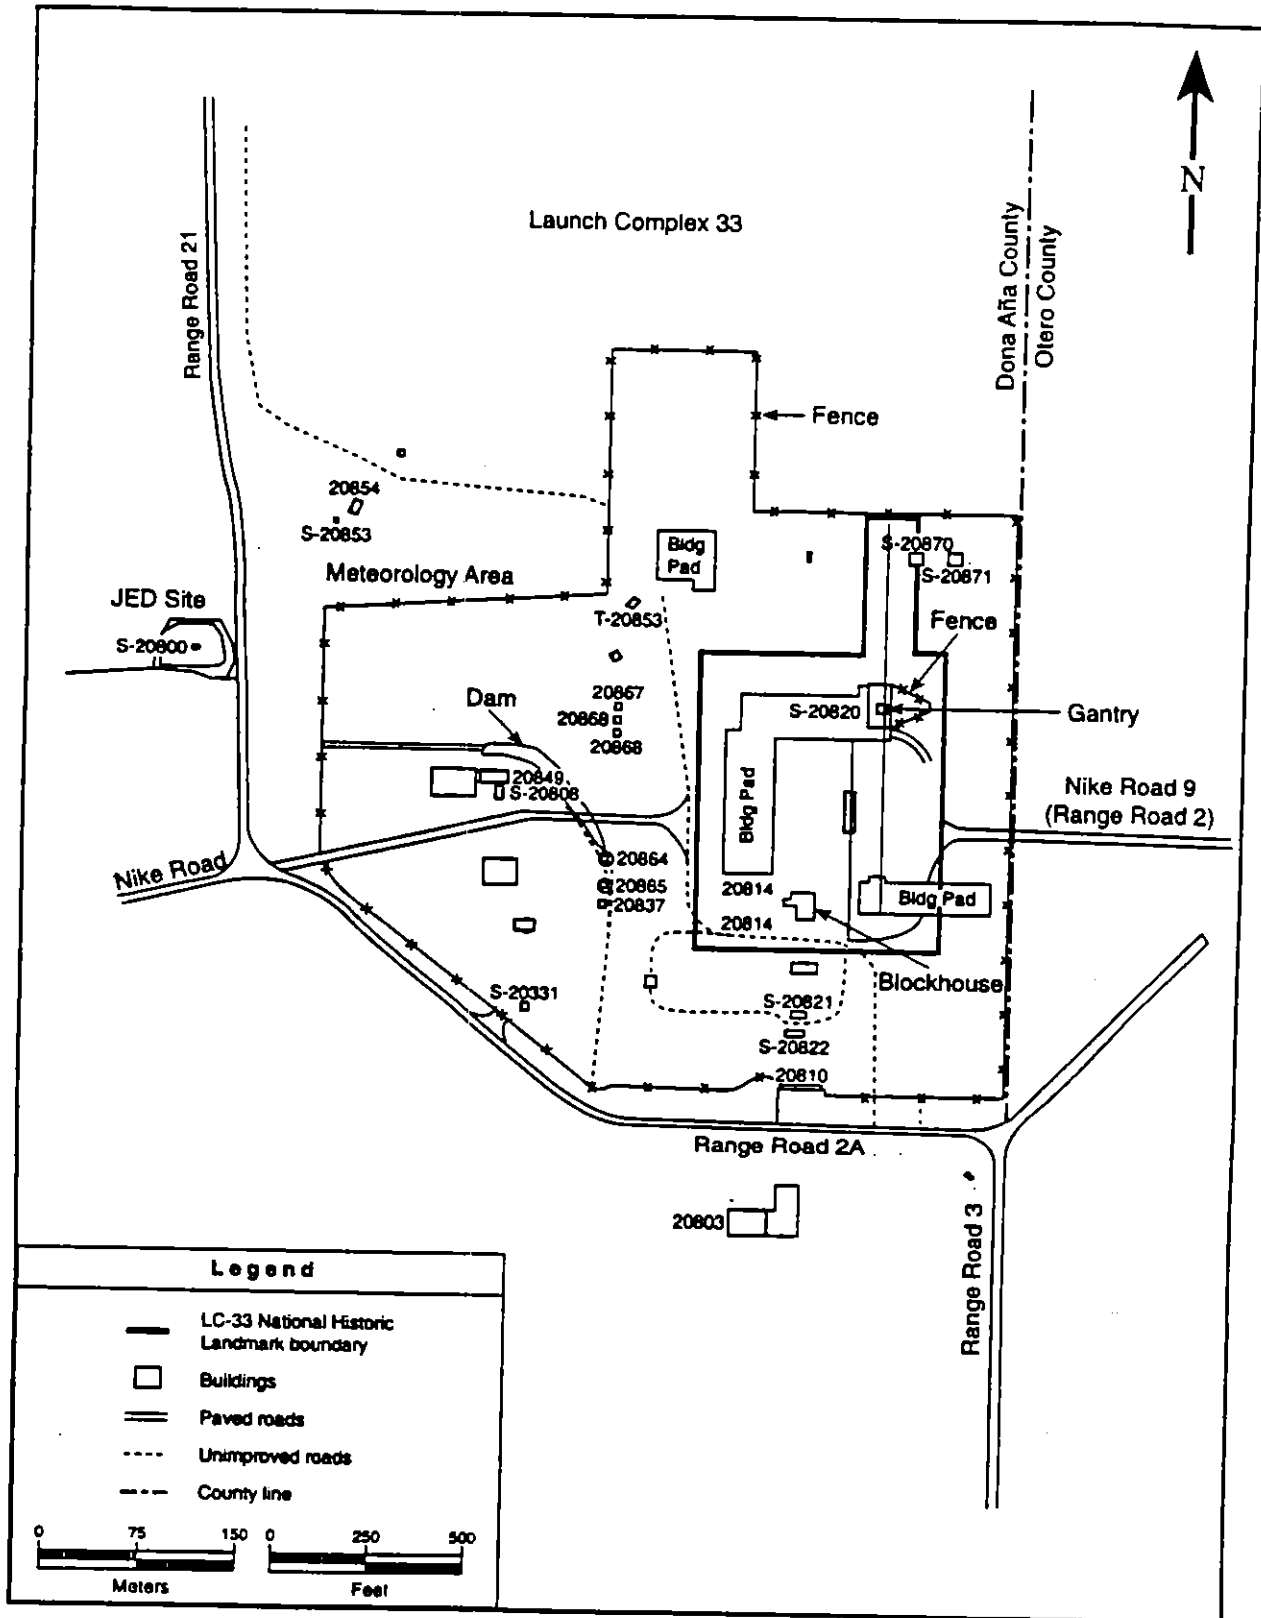 N
Launch Complex 33
Range Road 21
Dona Aña County
Otero County
Fence
20854
S-20853
Bldg
Pad
S-20870
S-20871
Meteorology Area
JED Site
S-20800
T-20853
Fence
20867
20868
20868
Dam
S-20820
Gantry
20849
S-20808
Bldg Pad
Nike Road 9
(Range Road 2)
Nike Road
20864
20865
20837
20814
20814
Bldg Pad
Blockhouse
S-20331
S-20821
S-20822
20810
Range Road 2A
20803
Range Road 3
Legend
LC-33 National Historic
Landmark boundary
Buildings
Paved roads
Unimproved roads
County line
0 75 150 0 250 500
Meters Feet